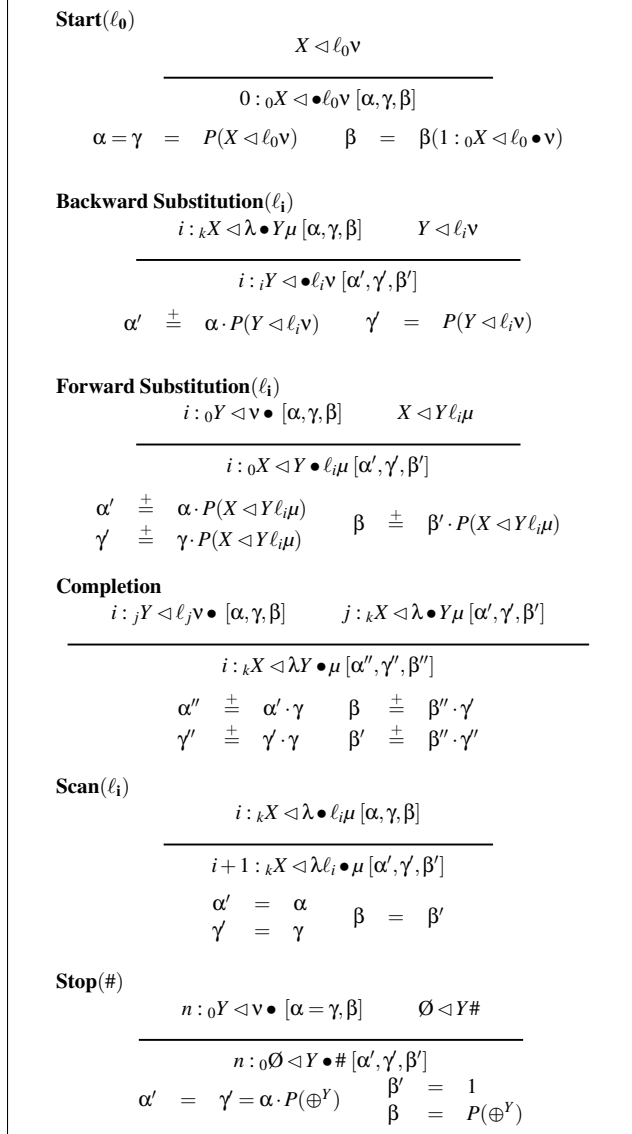 Start(ℓ₀)
X ◁ ℓ₀ν
0 : ₀X ◁ •ℓ₀ν [α,γ,β]
α = γ = P(X ◁ ℓ₀ν) β = β(1 : ₀X ◁ ℓ₀ • ν)
Backward Substitution(ℓᵢ)
i : ₖX ◁ λ • Yμ [α,γ,β] Y ◁ ℓᵢν
i : ᵢY ◁ •ℓᵢν [α′,γ′,β′]
α′ ≐⁺ α · P(Y ◁ ℓᵢν) γ′ = P(Y ◁ ℓᵢν)
Forward Substitution(ℓᵢ)
i : ₀Y ◁ ν • [α,γ,β] X ◁ Yℓᵢμ
i : ₀X ◁ Y • ℓᵢμ [α′,γ′,β′]
α′ ≐⁺ α · P(X ◁ Yℓᵢμ)
β ≐⁺ β′ · P(X ◁ Yℓᵢμ)
γ′ ≐⁺ γ · P(X ◁ Yℓᵢμ)
Completion
i : ⱼY ◁ ℓⱼν • [α,γ,β] j : ₖX ◁ λ • Yμ [α′,γ′,β′]
i : ₖX ◁ λY • μ [α″,γ″,β″]
α″ ≐⁺ α′ · γ β ≐⁺ β″ · γ′
γ″ ≐⁺ γ′ · γ β′ ≐⁺ β″ · γ″
Scan(ℓᵢ)
i : ₖX ◁ λ • ℓᵢμ [α,γ,β]
i + 1 : ₖX ◁ λℓᵢ • μ [α′,γ′,β′]
α′ = α
β = β′
γ′ = γ
Stop(#)
n : ₀Y ◁ ν • [α = γ,β] Ø ◁ Y#
n : ₀Ø ◁ Y • # [α′,γ′,β′]
α′ = γ′ = α · P(⊕^Y) β′ = 1
β = P(⊕^Y)